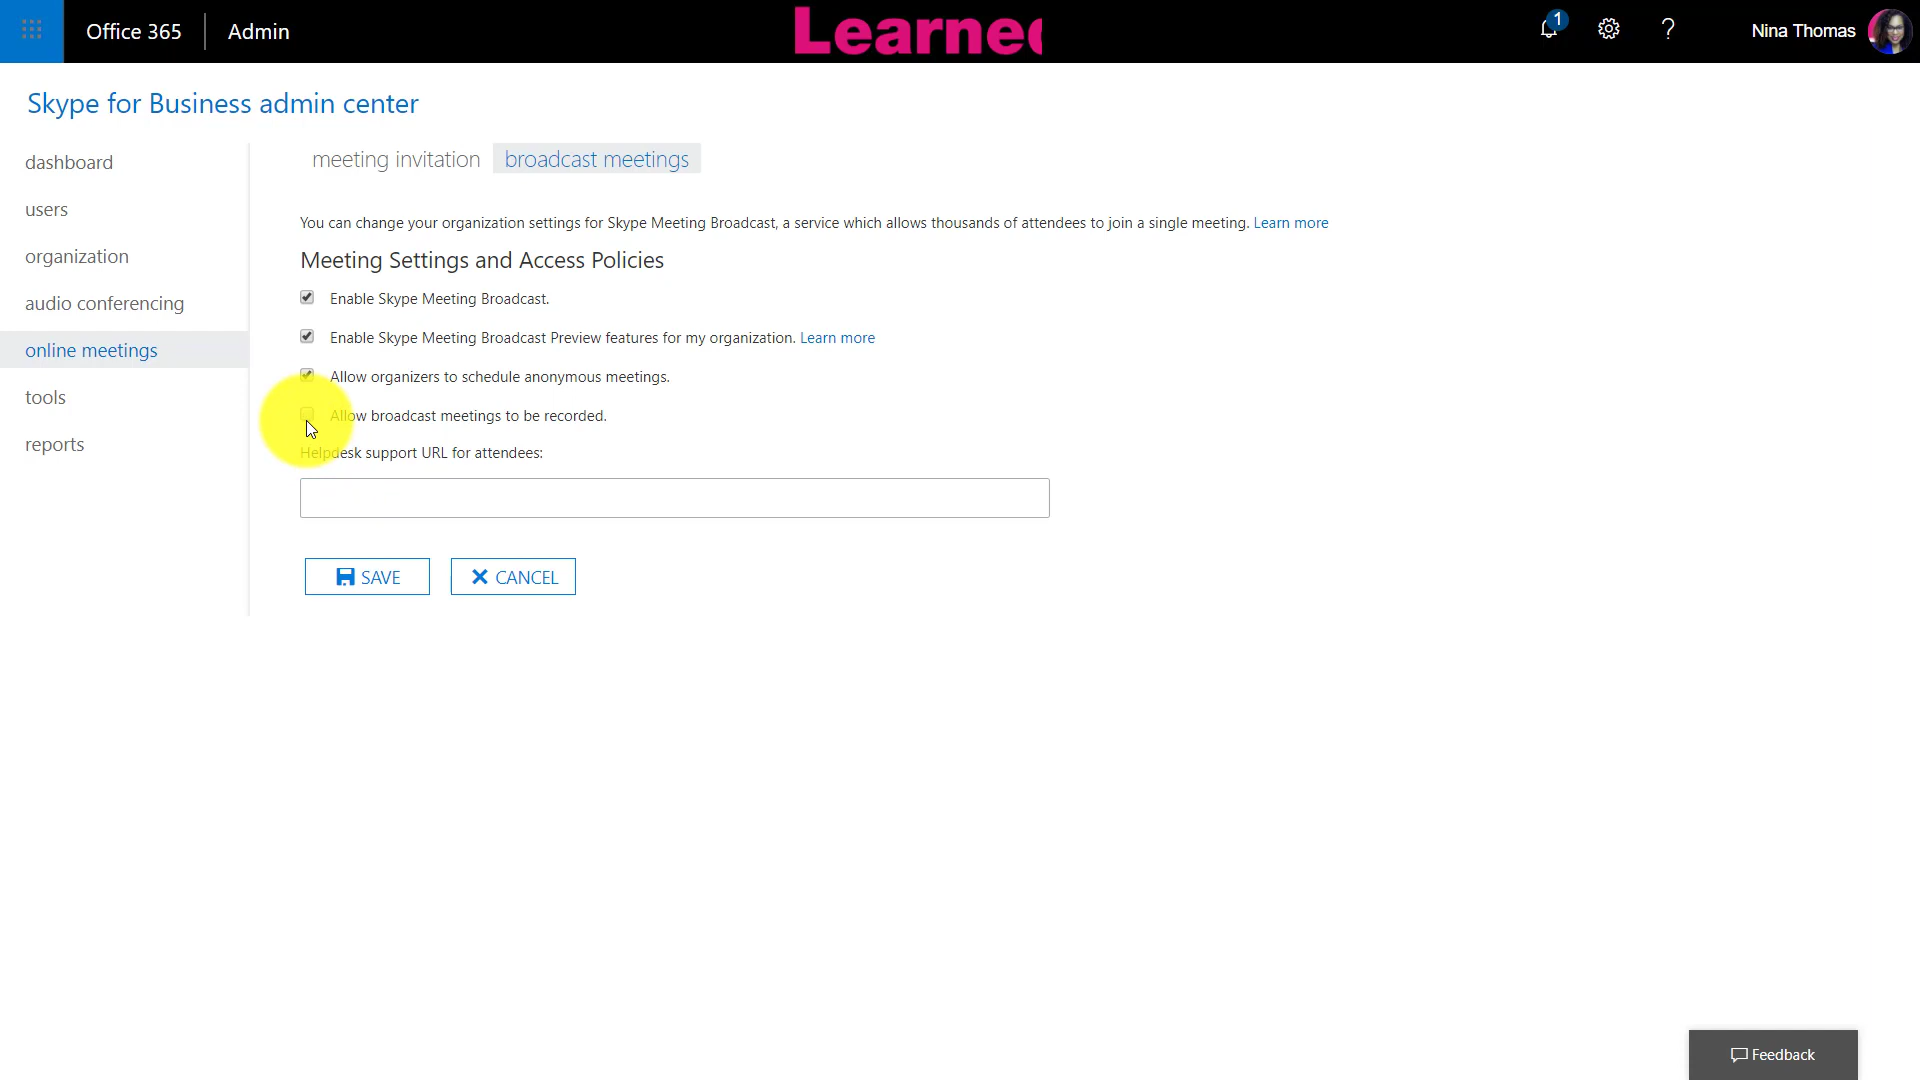 Office 365 Admin 1 ? Nina Thomas
Skype for Business admin center
dashboard
users
organization
audio conferencing
online meetings
tools
reports
meeting invitation broadcast meetings
You can change your organization settings for Skype Meeting Broadcast, a service which allows thousands of attendees to join a single meeting. Learn more
Meeting Settings and Access Policies
Enable Skype Meeting Broadcast.
Enable Skype Meeting Broadcast Preview features for my organization. Learn more
Allow organizers to schedule anonymous meetings.
Allow broadcast meetings to be recorded.
Helpdesk support URL for attendees:
SAVE CANCEL
Feedback